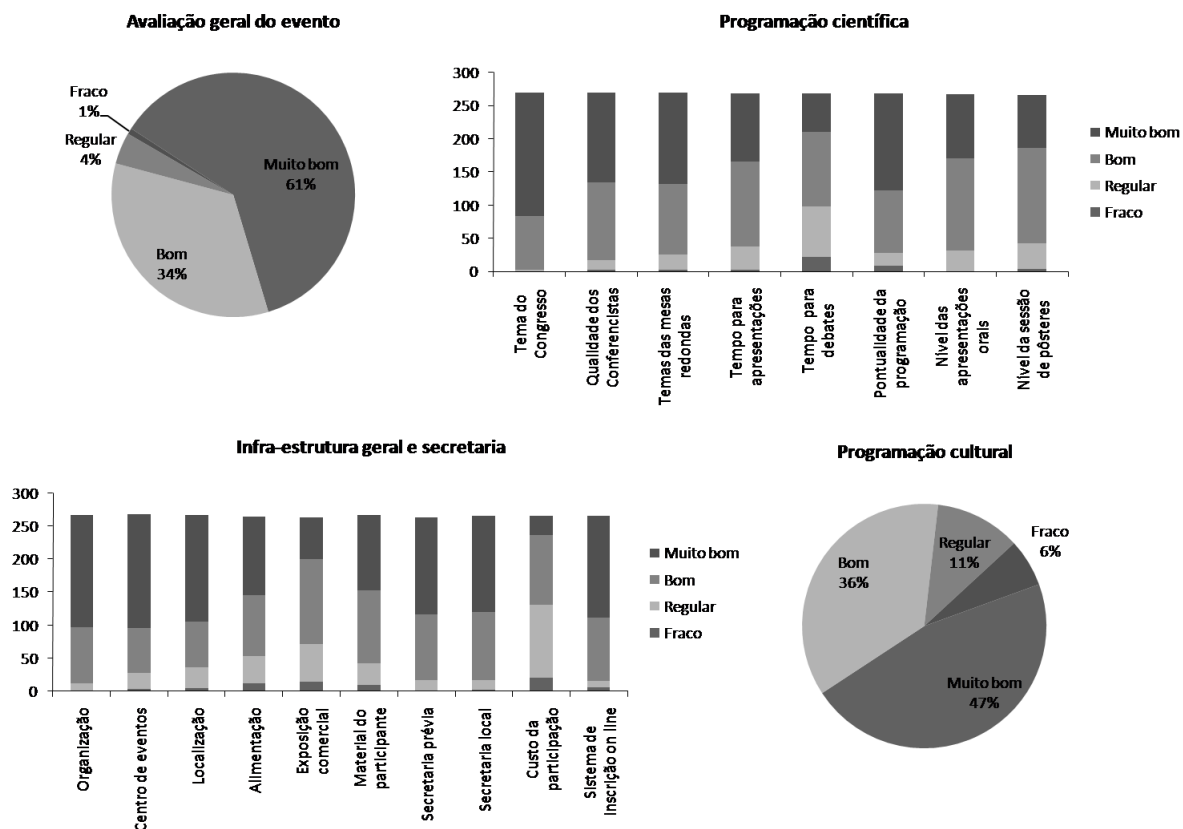 Avaliação geral do evento
Fraco
1%
Regular
4%
Muito bom
61%
Bom
34%
Programação científica
300
250
200
150
100
50
0
Tema do
Congresso
Qualidade dos
Conferencistas
Temas das mesas
redondas
Tempo para
apresentações
Tempo para
debates
Pontualidade da
programação
Nível das
apresentações
orais
Nível da sessão
de pôsteres
Muito bom
Bom
Regular
Fraco
Infra-estrutura geral e secretaria
300
250
200
150
100
50
0
Organização
Centro de eventos
Localização
Alimentação
Exposição
comercial
Material do
participante
Secretaria prévia
Secretaria local
Custo da
participação
Sistema de
Inscrição on line
Muito bom
Bom
Regular
Fraco
Programação cultural
Bom
36%
Regular
11%
Fraco
6%
Muito bom
47%